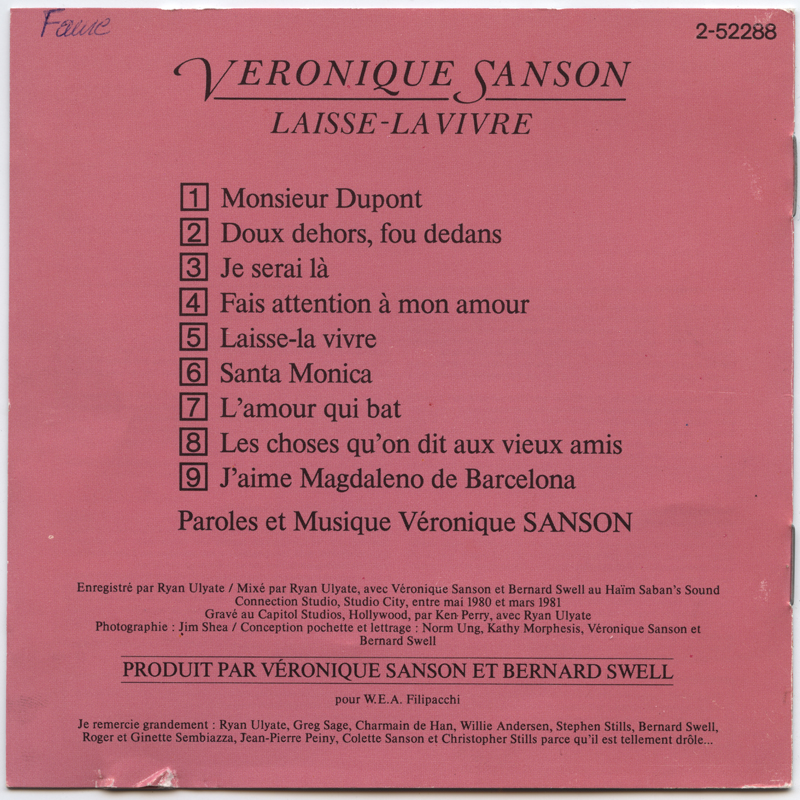 Faune
2-52288
VERONIQUE SANSON
LAISSE-LA VIVRE
1 Monsieur Dupont
2 Doux dehors, fou dedans
3 Je serai là
4 Fais attention à mon amour
5 Laisse-la vivre
6 Santa Monica
7 L'amour qui bat
8 Les choses qu'on dit aux vieux amis
9 J'aime Magdaleno de Barcelona
Paroles et Musique Véronique SANSON
Enregistré par Ryan Ulyate / Mixé par Ryan Ulyate, avec Véronique Sanson et Bernard Swell au Haïm Saban's Sound
Connection Studio, Studio City, entre mai 1980 et mars 1981
Gravé au Capitol Studios, Hollywood, par Ken Perry, avec Ryan Ulyate
Photographie : Jim Shea / Conception pochette et lettrage : Norm Ung, Kathy Morphesis, Véronique Sanson et
Bernard Swell
PRODUIT PAR VÉRONIQUE SANSON ET BERNARD SWELL
pour W.E.A. Filipacchi
Je remercie grandement : Ryan Ulyate, Greg Sage, Charmain de Han, Willie Andersen, Stephen Stills, Bernard Swell,
Roger et Ginette Sembiazza, Jean-Pierre Peiny, Colette Sanson et Christopher Stills parce qu'il est tellement drôle...